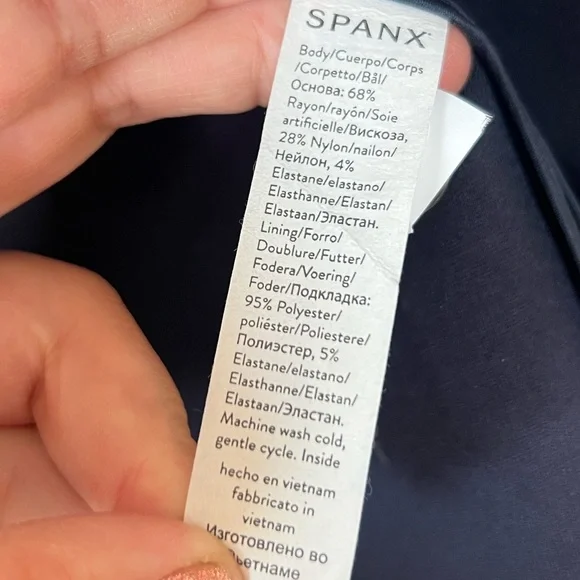 SPANX
Body/Cuerpo/Corps
/Corpetto/Bål/
Основа: 68%
Rayon/rayón/Soie
artificielle/Вискоза,
28% Nylon/nailon/
Нейлон, 4%
Elastane/elastano/
Elasthanne/Elastan/
Elastaan/Эластан.
Lining/Forro/
Doublure/Futter/
Fodera/Voering/
Foder/Подкладка:
95% Polyester/
poliéster/Poliestere/
Полиэстер, 5%
Elastane/elastano/
Elasthanne/Elastan/
Elastaan/Эластан.
Machine wash cold,
gentle cycle. Inside
hecho en vietnam
fabbricato in
vietnam
Изготовлено во